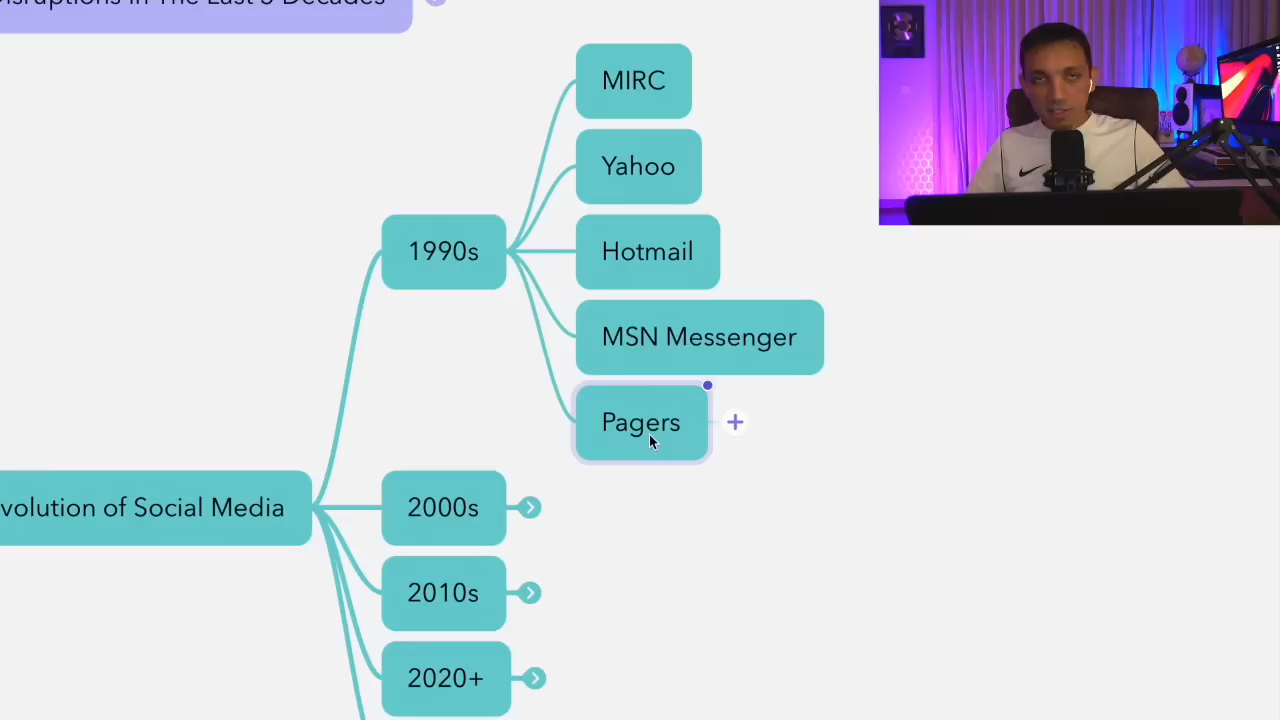 MIRC
Yahoo
1990s
Hotmail
MSN Messenger
Pagers
volution of Social Media
2000s
2010s
2020+